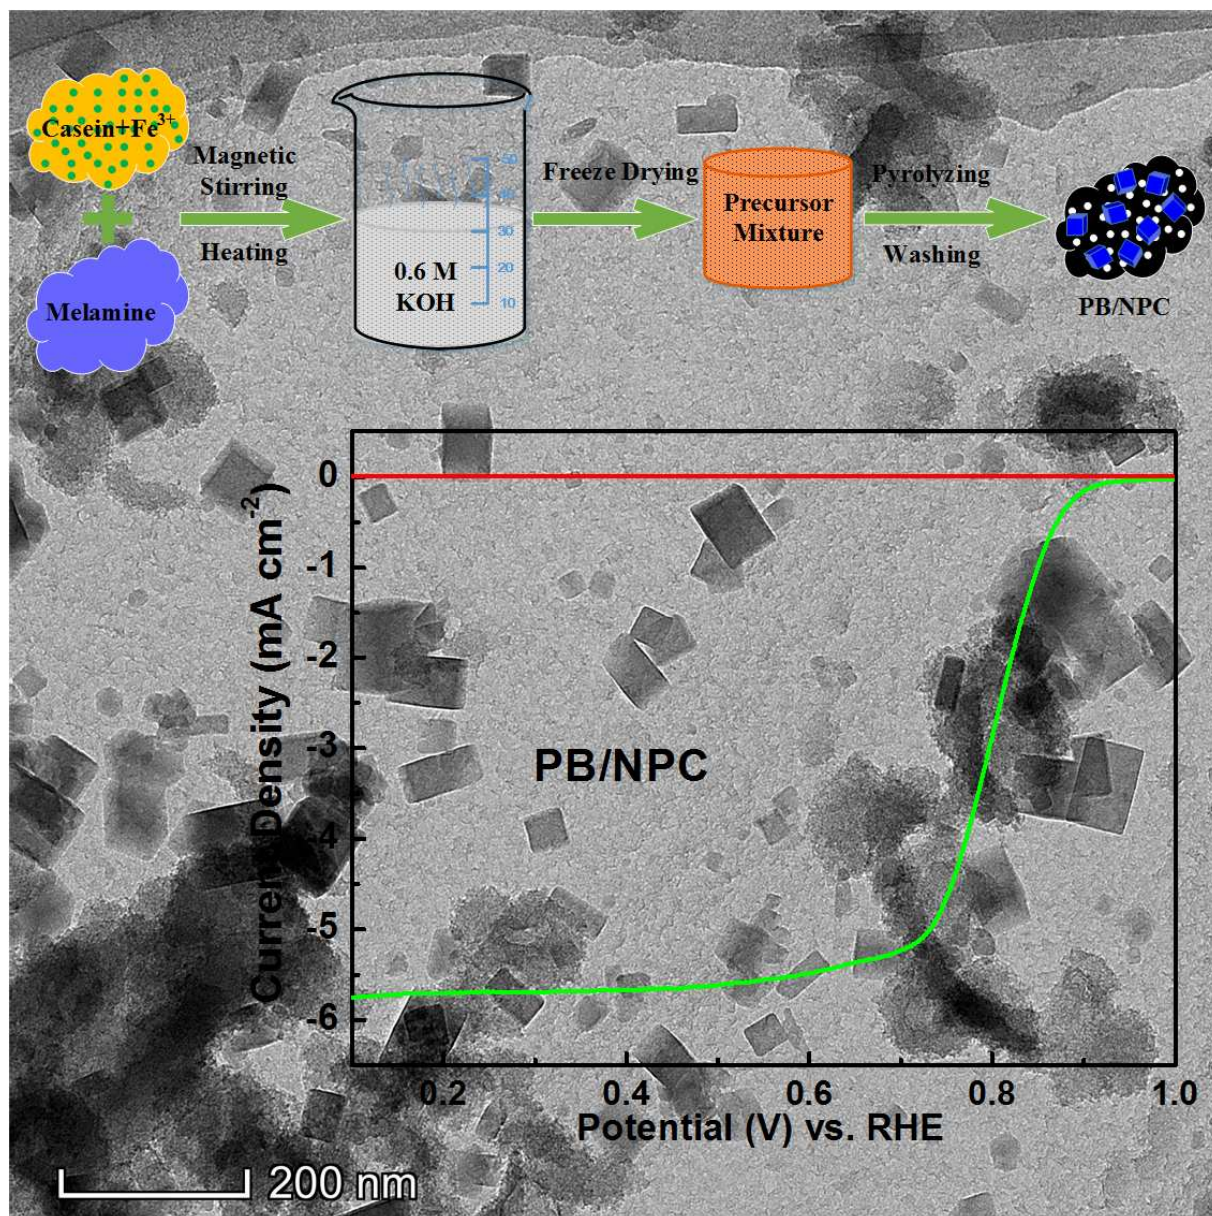 Casein+Fe³⁺
Melamine
Magnetic
Stirring
Heating
50
40
30
20
10
0.6 M
KOH
Freeze Drying
Precursor
Mixture
Pyrolyzing
Washing
PB/NPC
Current Density (mA cm⁻²)
0
-1
-2
-3
-4
-5
-6
PB/NPC
0.2
0.4
0.6
0.8
1.0
Potential (V) vs. RHE
200 nm